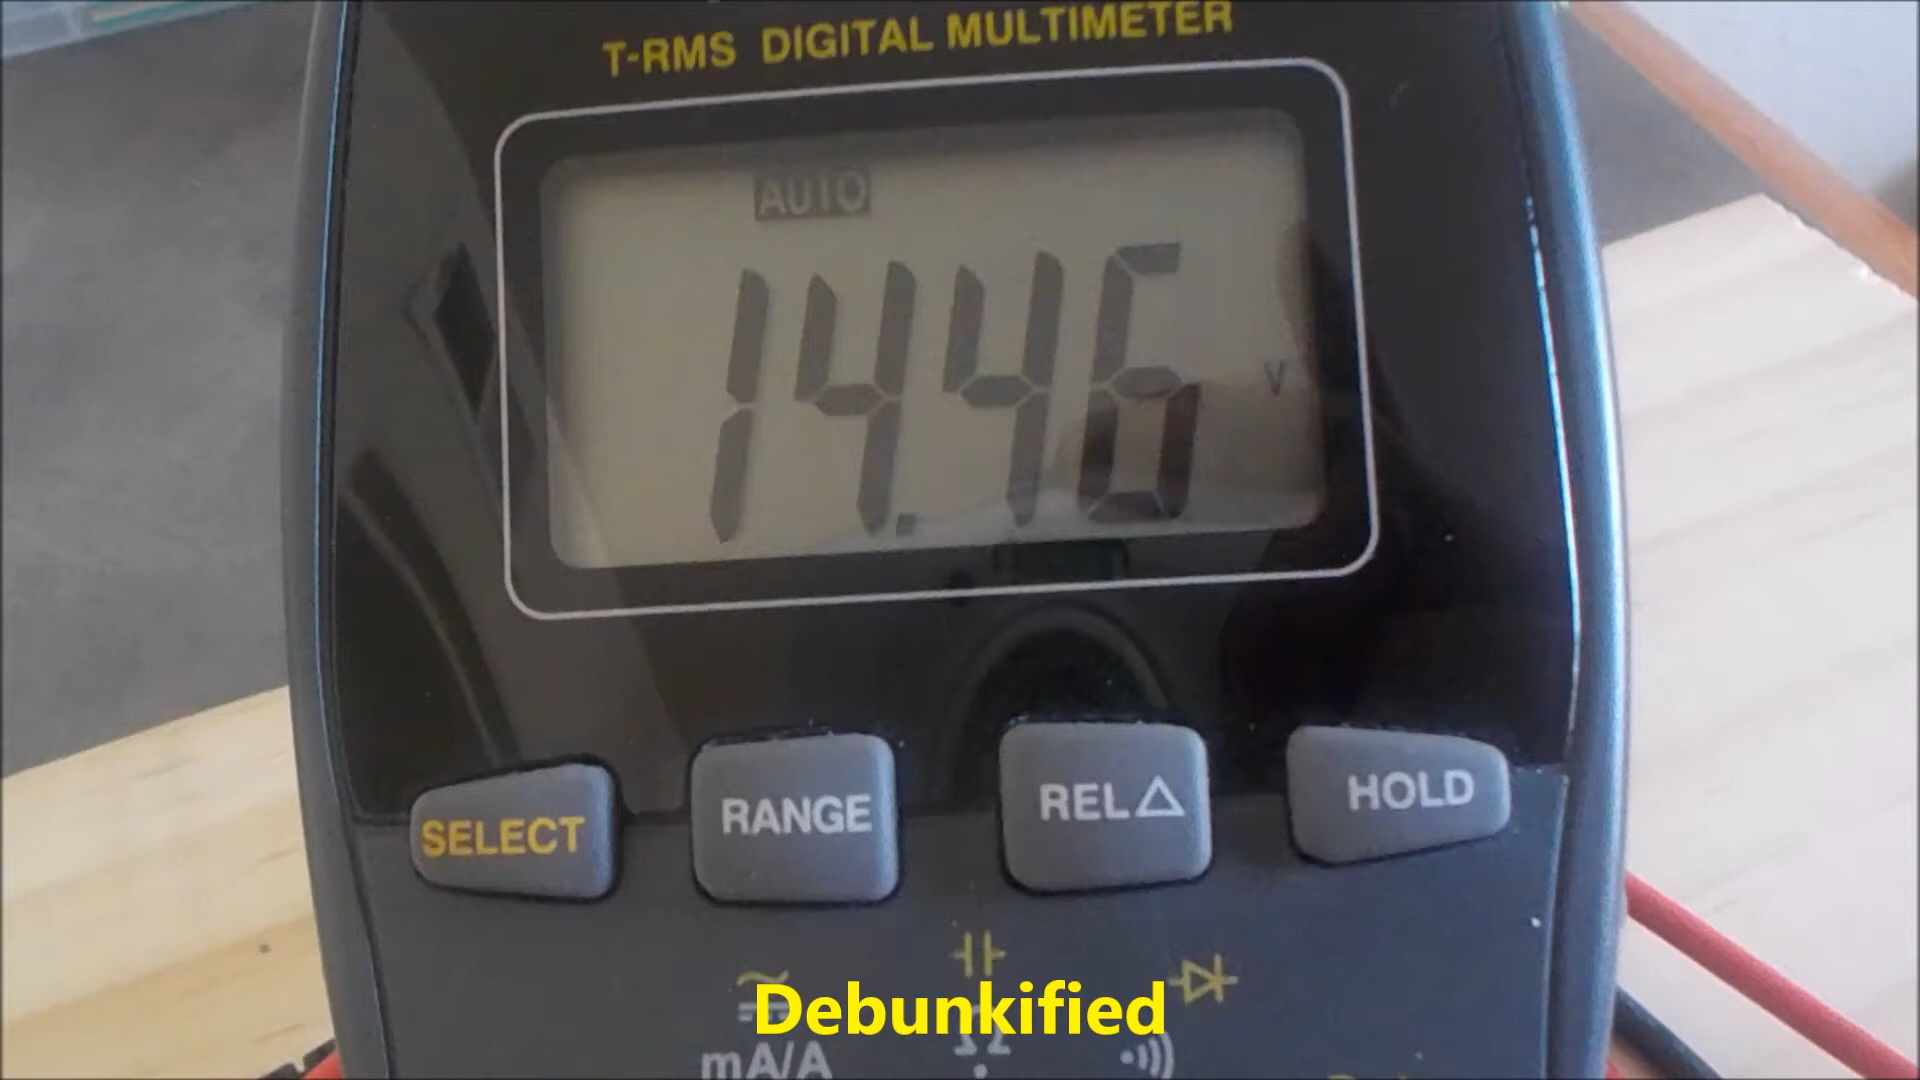 T-RMS DIGITAL MULTIMETER
AUTO
14.46 V
SELECT RANGE REL△ HOLD
Debunkified
mA/A Ω